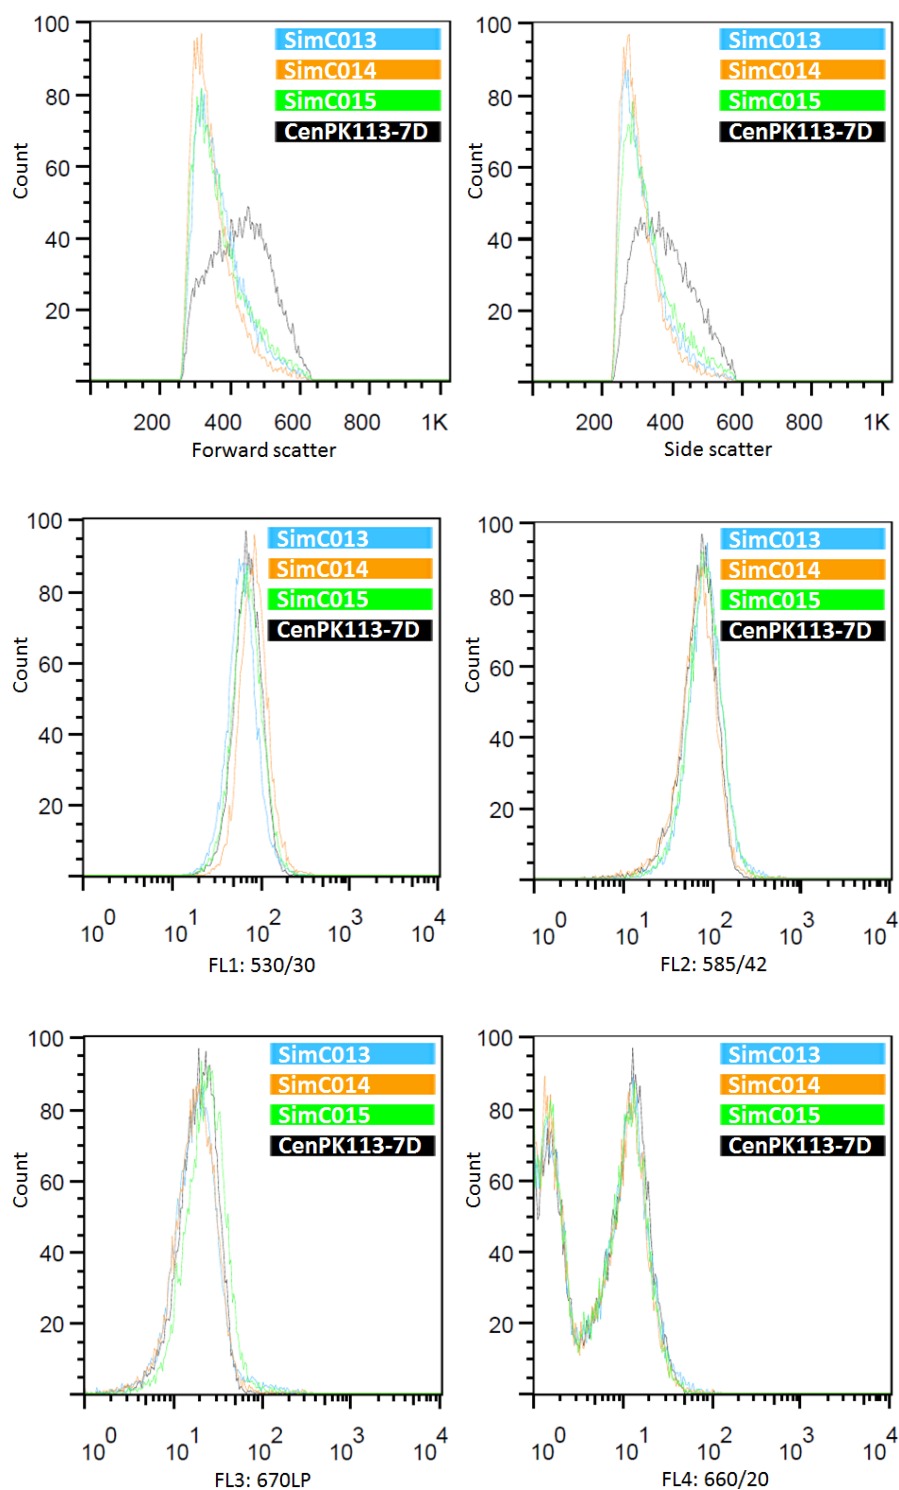 100
80
60
40
20
Count
SimC013
SimC014
SimC015
CenPK113-7D
200 400 600 800 1K
Forward scatter
100
80
60
40
20
Count
SimC013
SimC014
SimC015
CenPK113-7D
200 400 600 800 1K
Side scatter
100
80
60
40
20
Count
SimC013
SimC014
SimC015
CenPK113-7D
10^0 10^1 10^2 10^3 10^4
FL1: 530/30
100
80
60
40
20
Count
SimC013
SimC014
SimC015
CenPK113-7D
10^0 10^1 10^2 10^3 10^4
FL2: 585/42
100
80
60
40
20
Count
SimC013
SimC014
SimC015
CenPK113-7D
10^0 10^1 10^2 10^3 10^4
FL3: 670LP
100
80
60
40
20
Count
SimC013
SimC014
SimC015
CenPK113-7D
10^0 10^1 10^2 10^3 10^4
FL4: 660/20